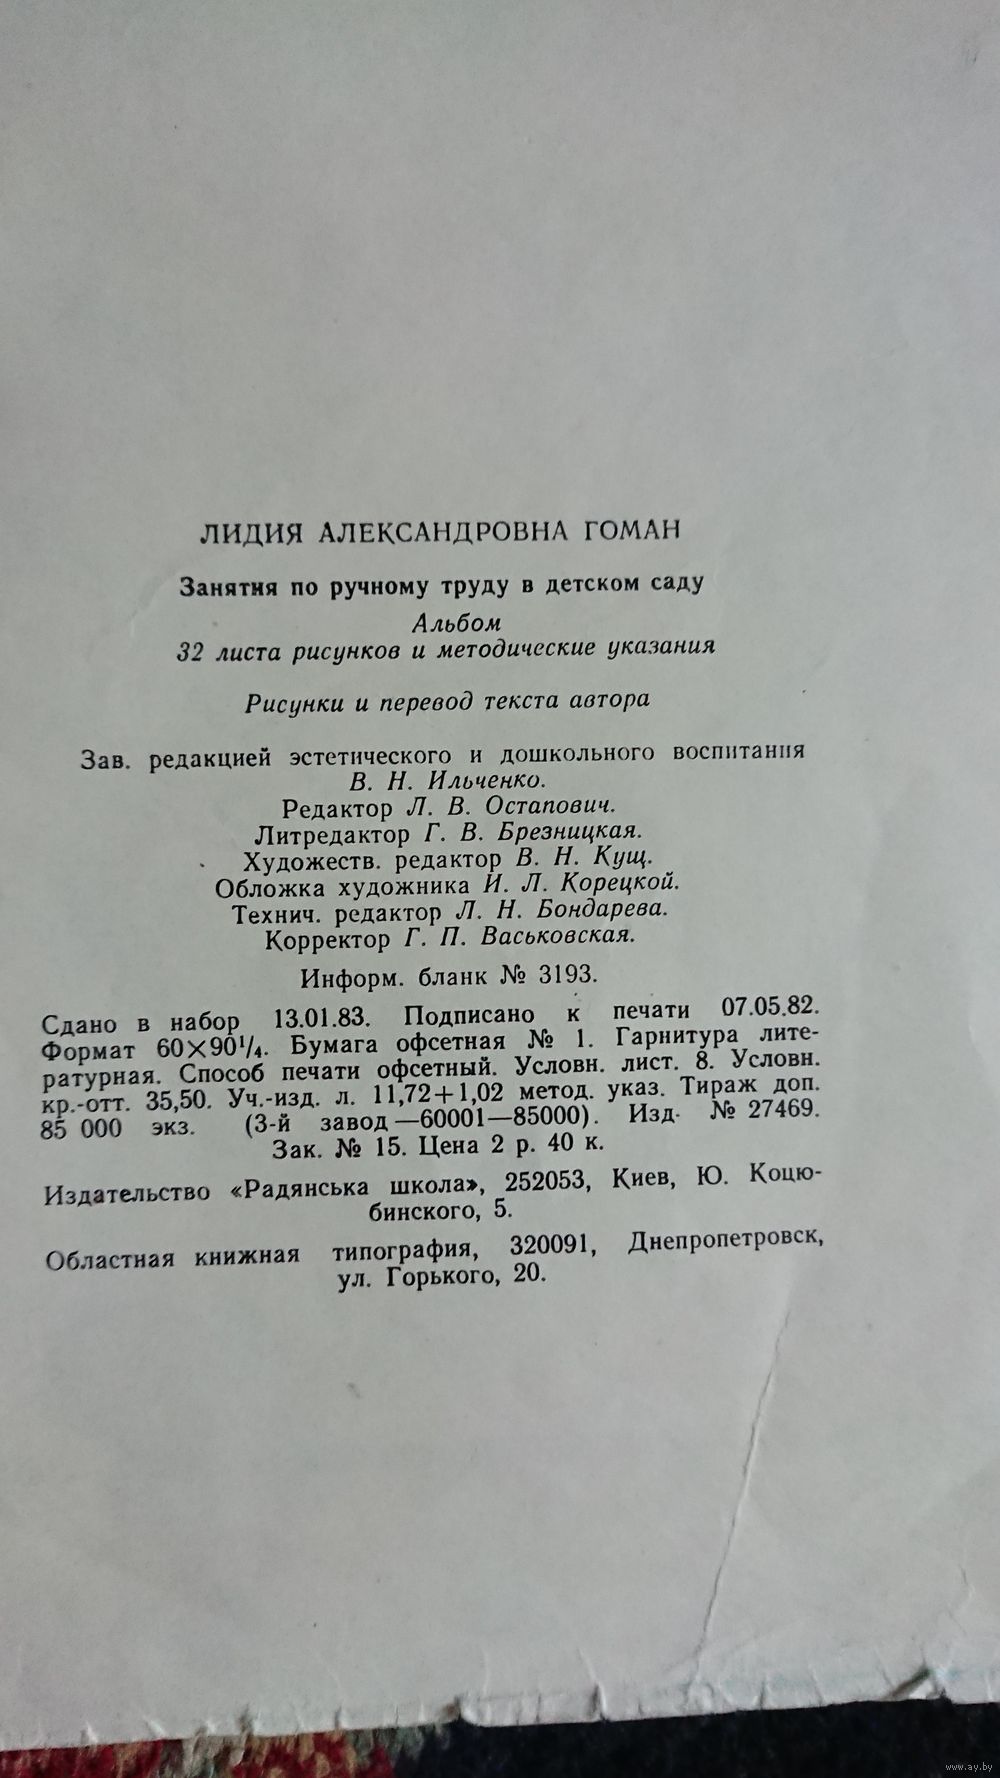 ЛИДИЯ АЛЕКСАНДРОВНА ГОМАН
Занятия по ручному труду в детском саду
Альбом
32 листа рисунков и методические указания
Рисунки и перевод текста автора
Зав. редакцией эстетического и дошкольного воспитания
В. Н. Ильченко.
Редактор Л. В. Остапович.
Литредактор Г. В. Брезницкая.
Художеств. редактор В. Н. Кущ.
Обложка художника И. Л. Корецкой.
Технич. редактор Л. Н. Бондарева.
Корректор Г. П. Васьковская.
Информ. бланк № 3193.
Сдано в набор 13.01.83. Подписано к печати 07.05.82.
Формат 60×90¹/₄. Бумага офсетная № 1. Гарнитура лите-
ратурная. Способ печати офсетный. Условн. лист. 8. Условн.
кр.-отт. 35,50. Уч.-изд. л. 11,72+1,02 метод. указ. Тираж доп.
85 000 экз. (3-й завод —60001—85000). Изд. № 27469.
Зак. № 15. Цена 2 р. 40 к.
Издательство «Радянська школа», 252053, Киев, Ю. Коцю-
бинского, 5.
Областная книжная типография, 320091, Днепропетровск,
ул. Горького, 20.
www.ay.by